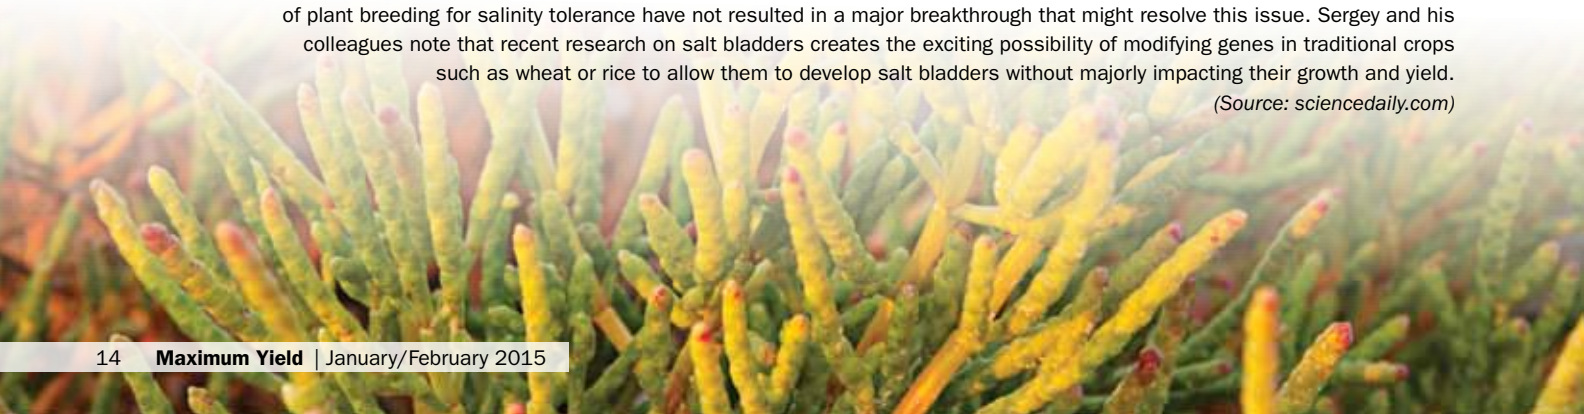 of plant breeding for salinity tolerance have not resulted in a major breakthrough that might resolve this issue. Sergey and his
colleagues note that recent research on salt bladders creates the exciting possibility of modifying genes in traditional crops
such as wheat or rice to allow them to develop salt bladders without majorly impacting their growth and yield.
(Source: sciencedaily.com)
14 Maximum Yield | January/February 2015